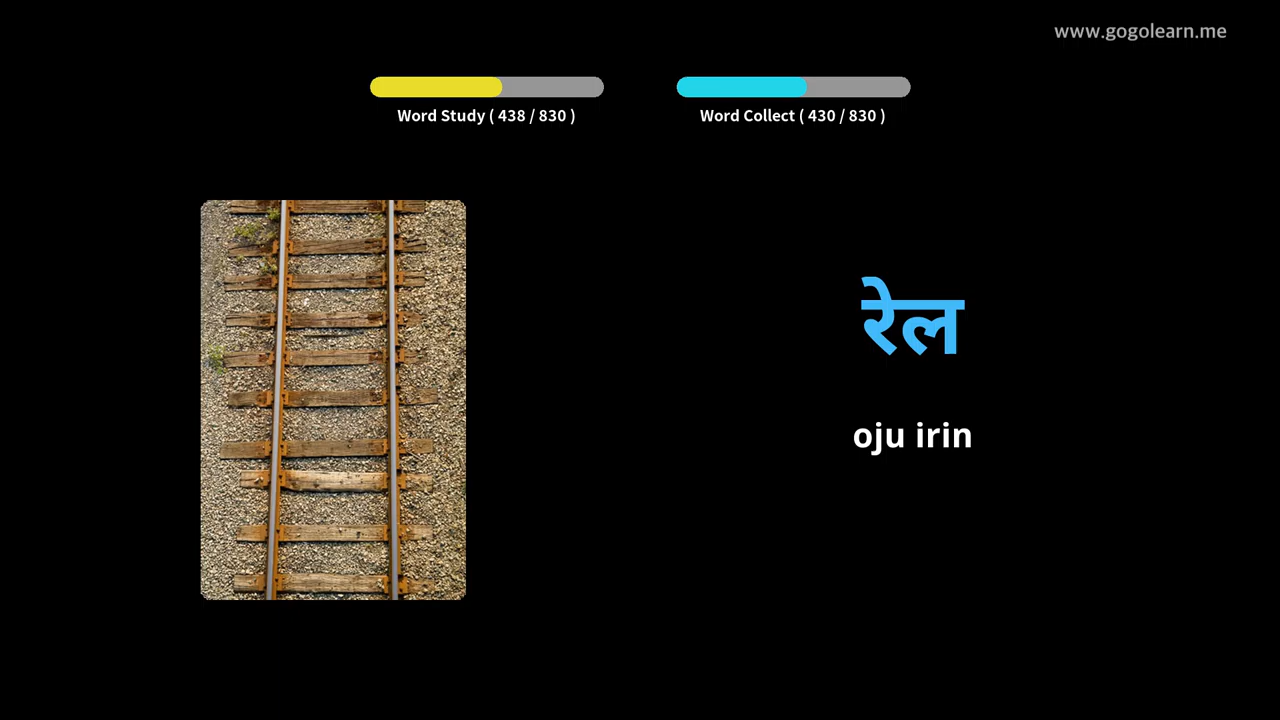 www.gogolearn.me
Word Study ( 438 / 830 )
Word Collect ( 430 / 830 )
रेल
oju irin